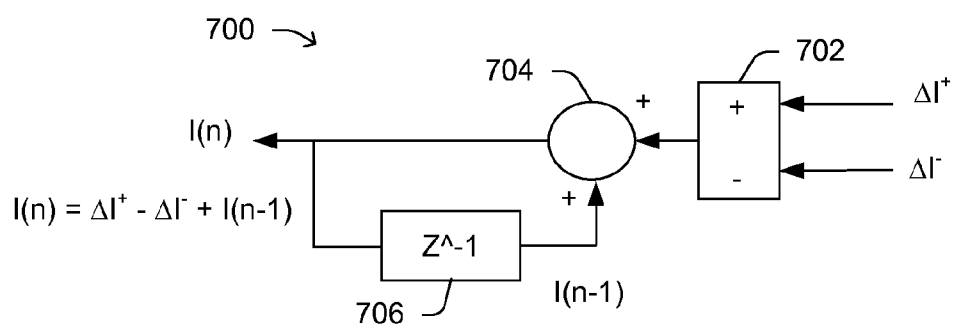 700
704
702
+
+
ΔI⁺
I(n)
-
ΔI⁻
+
I(n) = ΔI⁺ - ΔI⁻ + I(n-1)
Z^-1
I(n-1)
706